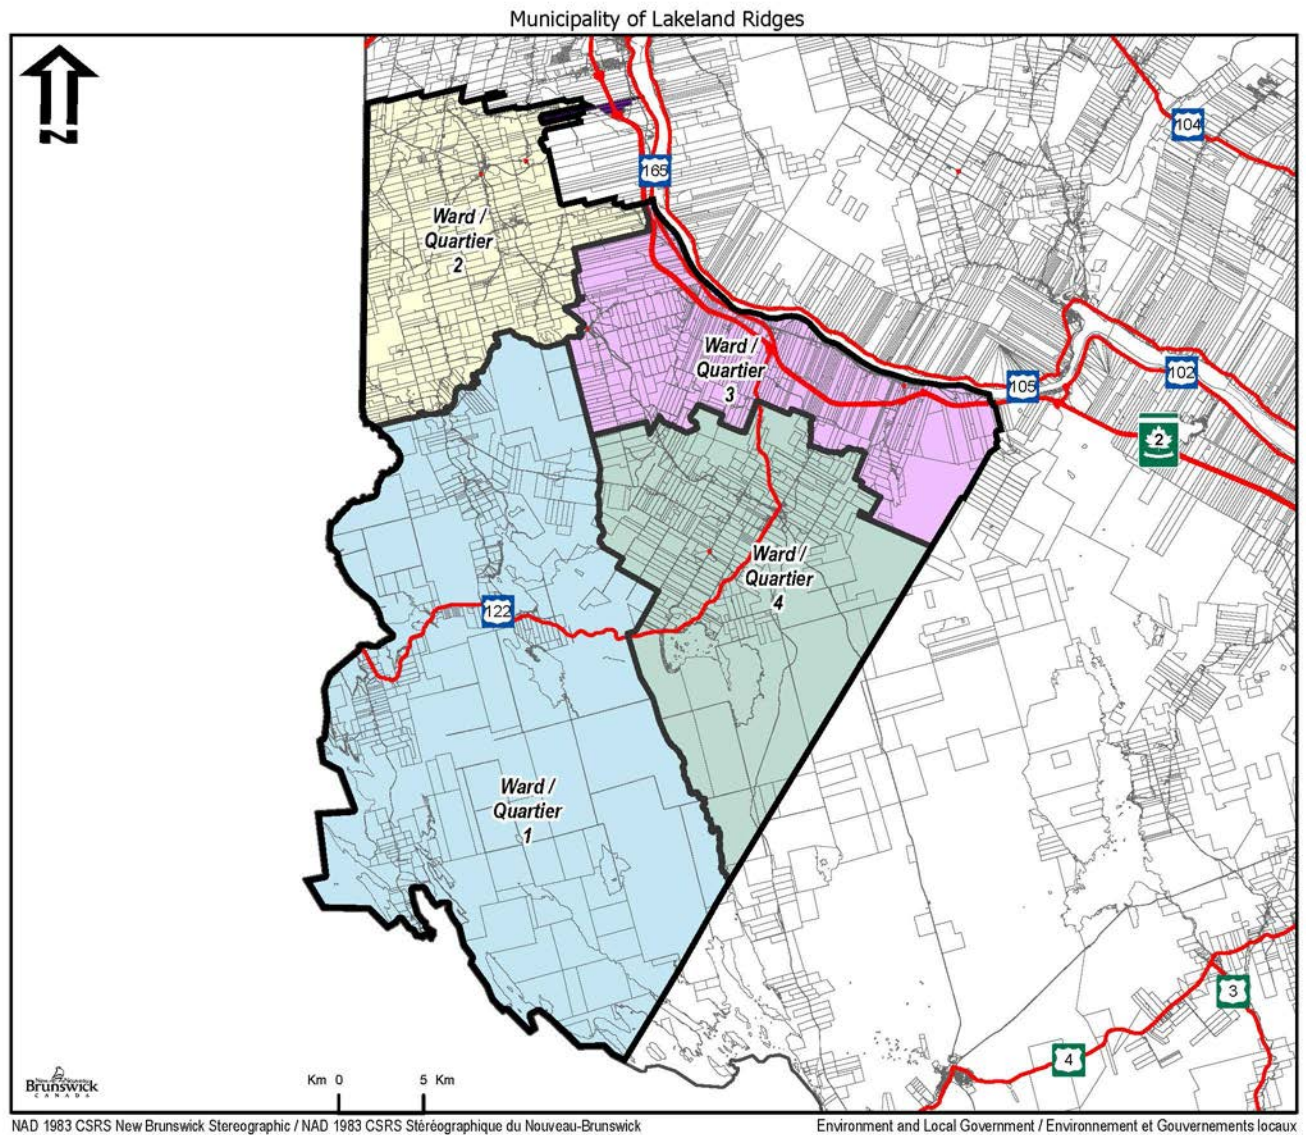 Municipality of Lakeland Ridges
N
104
165
Ward /
Quartier
2
Ward /
Quartier
3
105
102
2
Ward /
Quartier
4
122
Ward /
Quartier
1
3
4
Brunswick
CANADA
Km 0 5 Km
NAD 1983 CSRS New Brunswick Stereographic / NAD 1983 CSRS Stéréographique du Nouveau-Brunswick
Environment and Local Government / Environnement et Gouvernements locaux